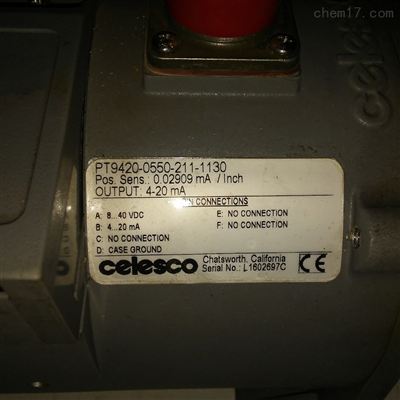 chem17.com
PT9420-0550-211-1130
Pos. Sens.: 0.02909 mA / Inch
OUTPUT: 4-20 mA
CONNECTIONS
A: 8...40 VDC E: NO CONNECTION
B: 4...20 mA F: NO CONNECTION
C: NO CONNECTION
D: CASE GROUND
celesco Chatsworth, California CE
Serial No.: L1602697C
celesco